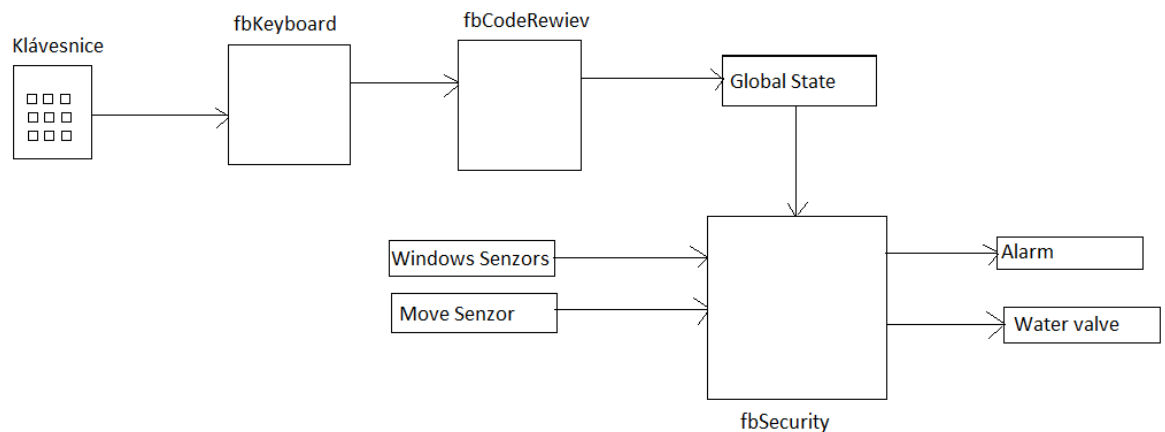 fbKeyboard
fbCodeRewiev
Klávesnice
Global State
Windows Senzors
Alarm
Move Senzor
Water valve
fbSecurity